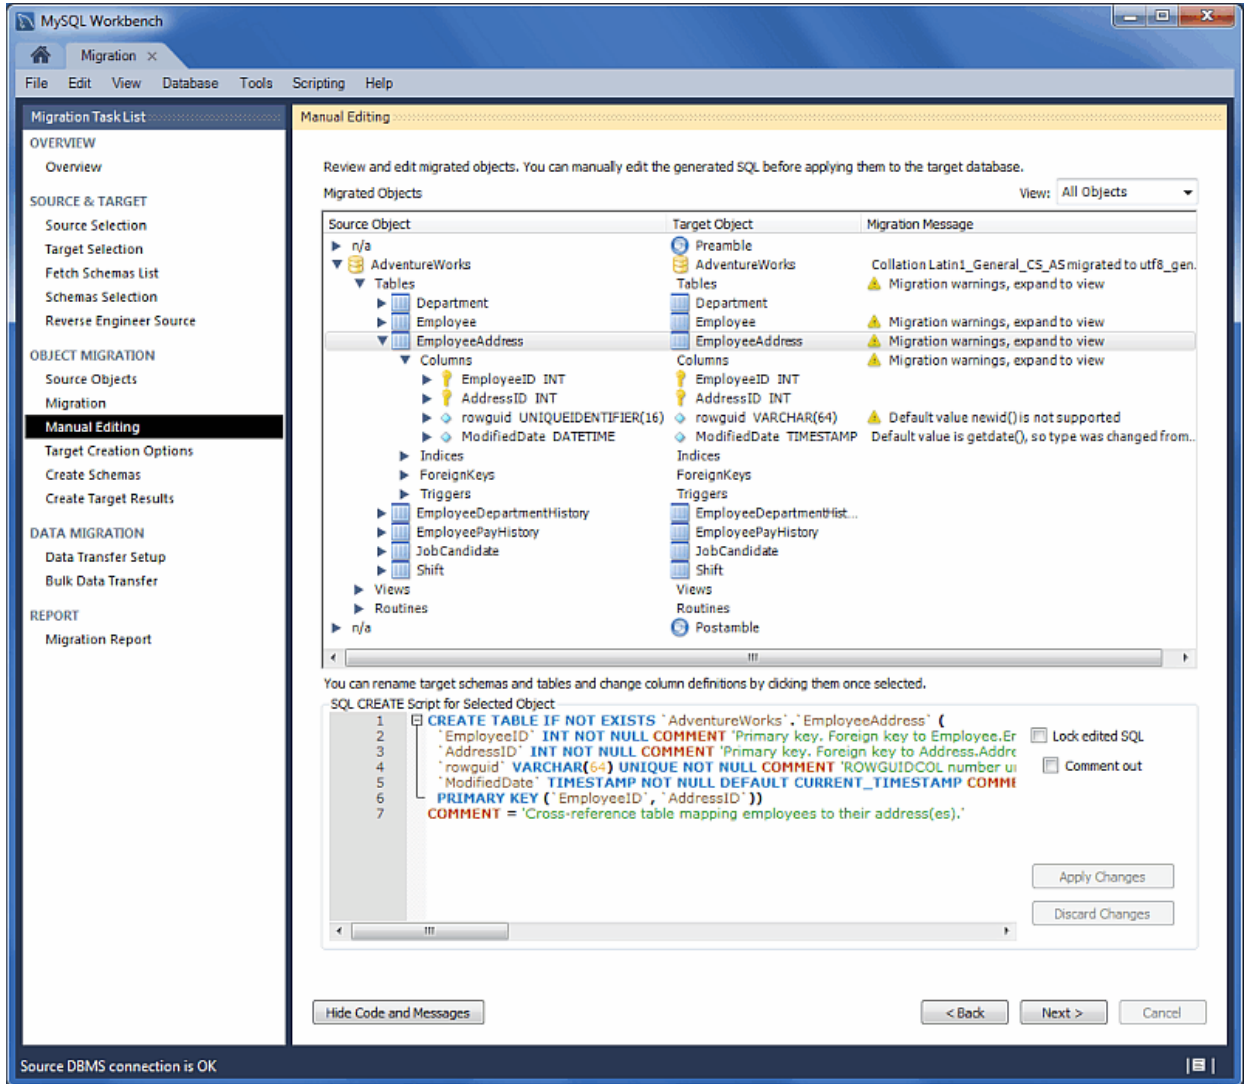 MySQL Workbench
Migration
File Edit View Database Tools Scripting Help
Migration Task List
OVERVIEW
Overview
SOURCE & TARGET
Source Selection
Target Selection
Fetch Schemas List
Schemas Selection
Reverse Engineer Source
OBJECT MIGRATION
Source Objects
Migration
Manual Editing
Target Creation Options
Create Schemas
Create Target Results
DATA MIGRATION
Data Transfer Setup
Bulk Data Transfer
REPORT
Migration Report
Manual Editing
Review and edit migrated objects. You can manually edit the generated SQL before applying them to the target database.
Migrated Objects View: All Objects
Source Object Target Object Migration Message
n/a Preamble
AdventureWorks AdventureWorks Collation Latin1_General_CS_AS migrated to utf8_gen.
Tables Tables Migration warnings, expand to view
Department Department
Employee Employee Migration warnings, expand to view
EmployeeAddress EmployeeAddress Migration warnings, expand to view
Columns Columns Migration warnings, expand to view
EmployeeID INT EmployeeID INT
AddressID INT AddressID INT
rowguid UNIQUEIDENTIFIER(16) rowguid VARCHAR(64) Default value newid() is not supported
ModifiedDate DATETIME ModifiedDate TIMESTAMP Default value is getdate(), so type was changed from...
Indices Indices
ForeignKeys ForeignKeys
Triggers Triggers
EmployeeDepartmentHistory EmployeeDepartmentHist...
EmployeePayHistory EmployeePayHistory
JobCandidate JobCandidate
Shift Shift
Views Views
Routines Routines
n/a Postamble
You can rename target schemas and tables and change column definitions by clicking them once selected.
SQL CREATE Script for Selected Object
1 CREATE TABLE IF NOT EXISTS `AdventureWorks`.`EmployeeAddress` (
2 `EmployeeID` INT NOT NULL COMMENT 'Primary key. Foreign key to Employee.Er
3 `AddressID` INT NOT NULL COMMENT 'Primary key. Foreign key to Address.Addre
4 `rowguid` VARCHAR(64) UNIQUE NOT NULL COMMENT 'ROWGUIDCOL number ui
5 `ModifiedDate` TIMESTAMP NOT NULL DEFAULT CURRENT_TIMESTAMP COMME
6 PRIMARY KEY (`EmployeeID`, `AddressID`))
7 COMMENT = 'Cross-reference table mapping employees to their address(es).'
Lock edited SQL
Comment out
Apply Changes
Discard Changes
Hide Code and Messages < Back Next > Cancel
Source DBMS connection is OK